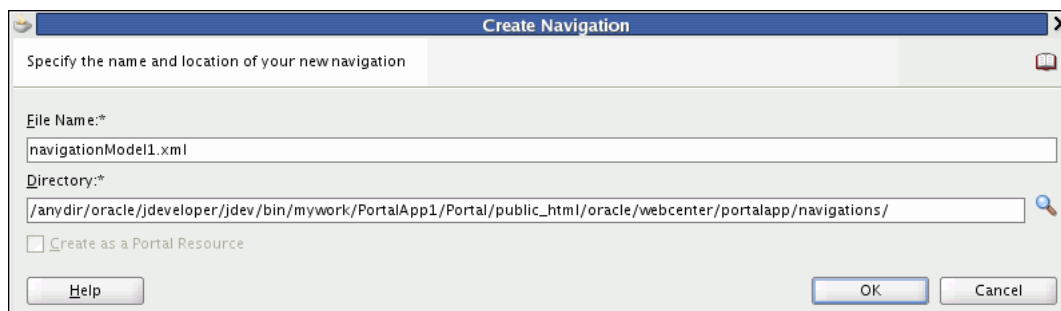 Create Navigation
Specify the name and location of your new navigation
File Name:*
navigationModel1.xml
Directory:*
/anydir/oracle/jdeveloper/jdev/bin/mywork/PortalApp1/Portal/public_html/oracle/webcenter/portalapp/navigations/
Create as a Portal Resource
Help OK Cancel